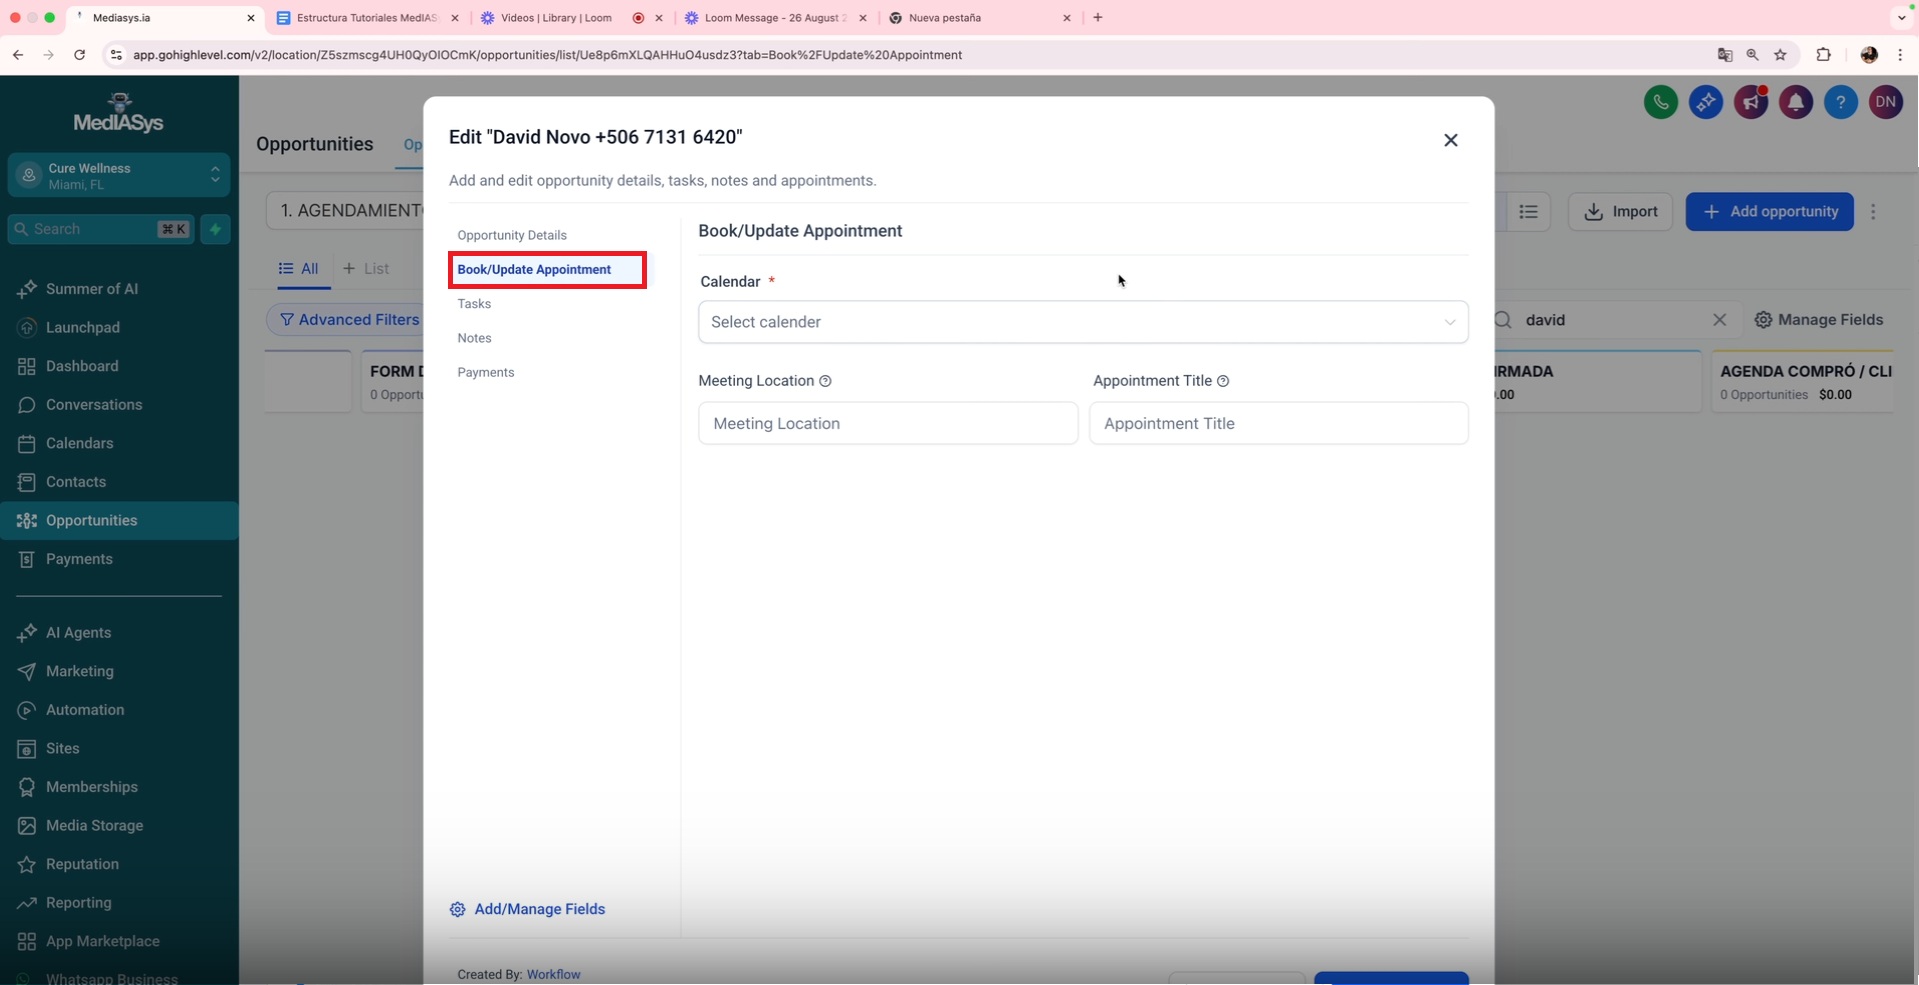 Mediasys.ia
Estructura Tutoriales MedIAS
Videos | Library | Loom
Loom Message - 26 August 2
Nueva pestaña
app.gohighlevel.com/v2/location/Z5szmscg4UH0QyOIOCmK/opportunities/list/Ue8p6mXLQAHHuO4usdz3?tab=Book%2FUpdate%20Appointment
MedIASys
Cure Wellness
Miami, FL
Search
⌘ K
Summer of AI
Launchpad
Dashboard
Conversations
Calendars
Contacts
Opportunities
Payments
AI Agents
Marketing
Automation
Sites
Memberships
Media Storage
Reputation
Reporting
App Marketplace
Whatsapp Business
Opportunities
Op
DN
1. AGENDAMIENTO
Import
+ Add opportunity
All
+ List
Advanced Filters
david
Manage Fields
FORM D
0 Opportu
IRMADA
.00
AGENDA COMPRÓ / CLI
0 Opportunities $0.00
Edit "David Novo +506 7131 6420"
Add and edit opportunity details, tasks, notes and appointments.
Opportunity Details
Book/Update Appointment
Tasks
Notes
Payments
Book/Update Appointment
Calendar *
Select calender
Meeting Location
Appointment Title
Meeting Location
Appointment Title
Add/Manage Fields
Created By: Workflow